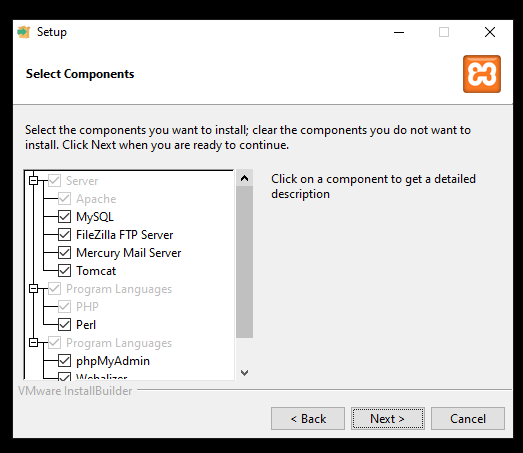 Setup
Select Components
Select the components you want to install; clear the components you do not want to
install. Click Next when you are ready to continue.
Server
Apache
MySQL
FileZilla FTP Server
Mercury Mail Server
Tomcat
Program Languages
PHP
Perl
Program Languages
phpMyAdmin
Webalizer
Click on a component to get a detailed
description
VMware InstallBuilder
< Back
Next >
Cancel